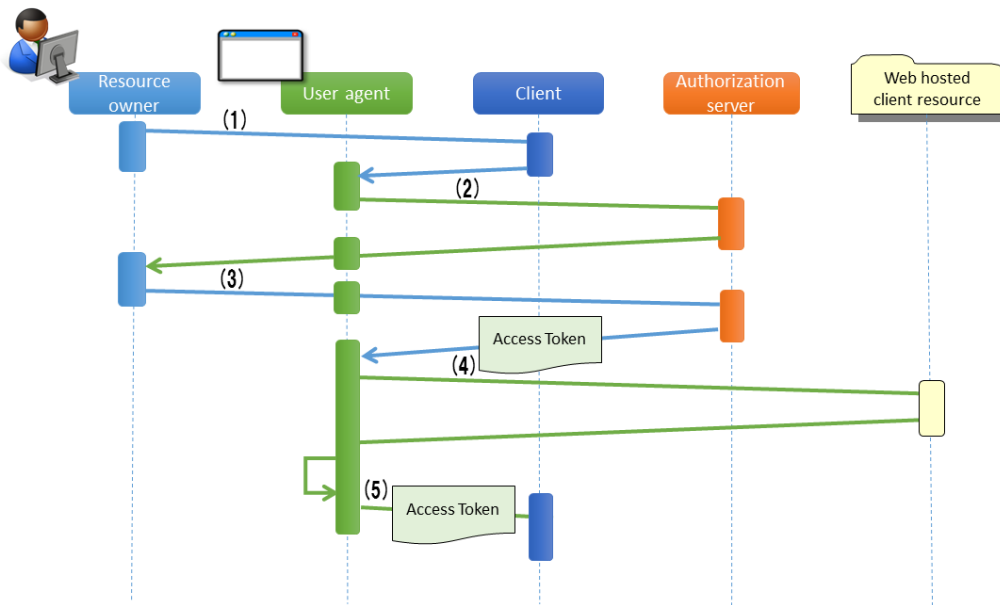 Resource
owner
User agent
Client
Authorization
server
Web hosted
client resource
(1)
(2)
(3)
Access Token
(4)
(5)
Access Token